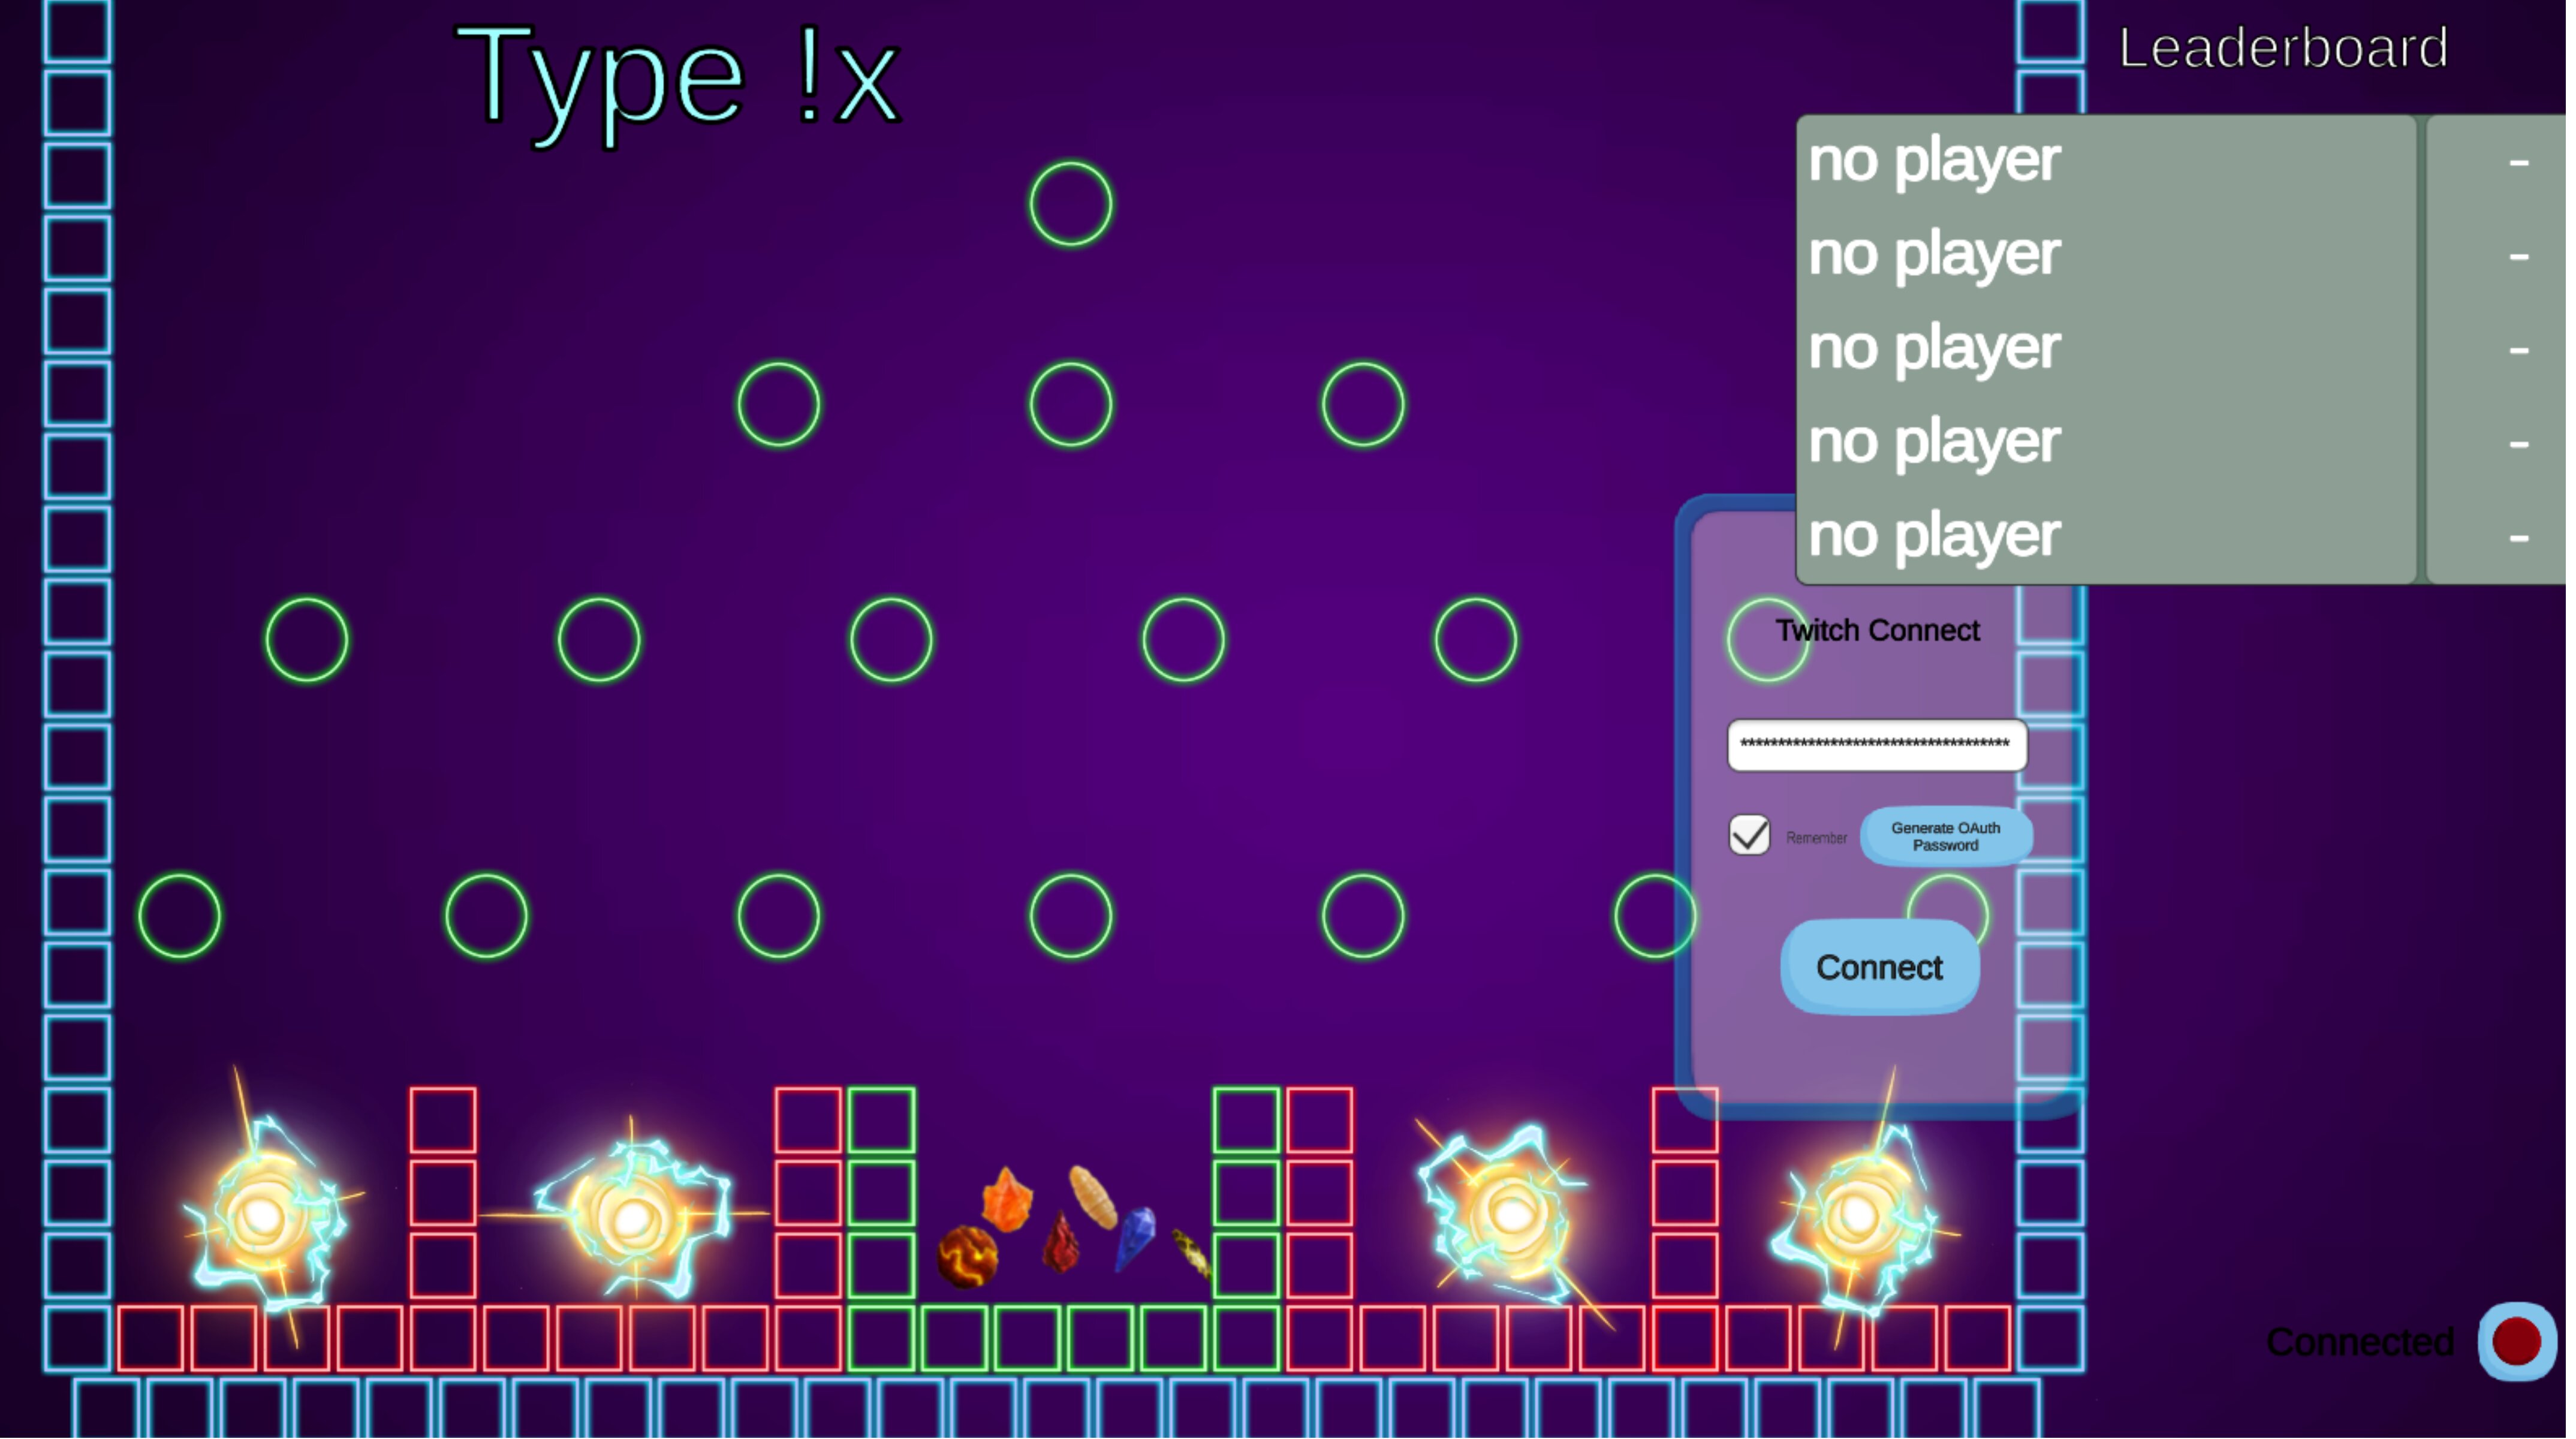 Type !x
Leaderboard
no player -
no player -
no player -
no player -
no player -
Twitch Connect
************************************
Remember
Generate OAuth
Password
Connect
Connected